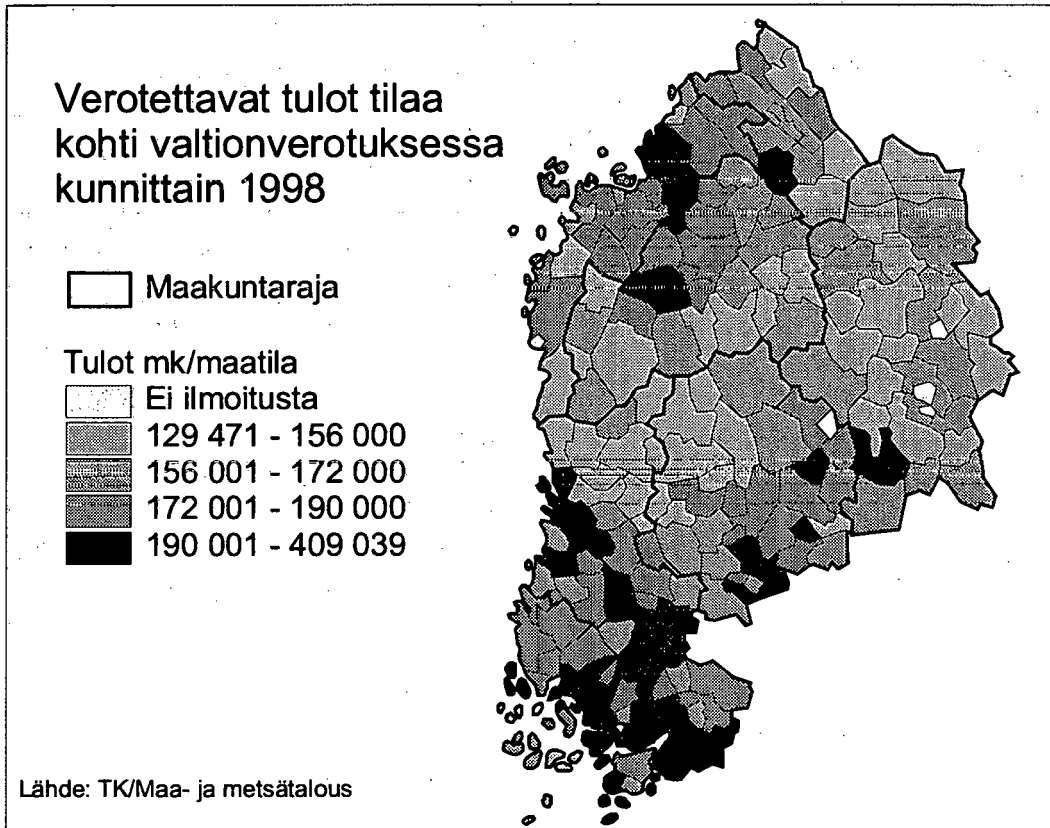 Verotettavat tulot tilaa
kohti valtionverotuksessa
kunnittain 1998
Maakuntaraja
Tulot mk/maatila
Ei ilmoitusta
129 471 - 156 000
156 001 - 172 000
172 001 - 190 000
190 001 - 409 039
Lähde: TK/Maa- ja metsätalous